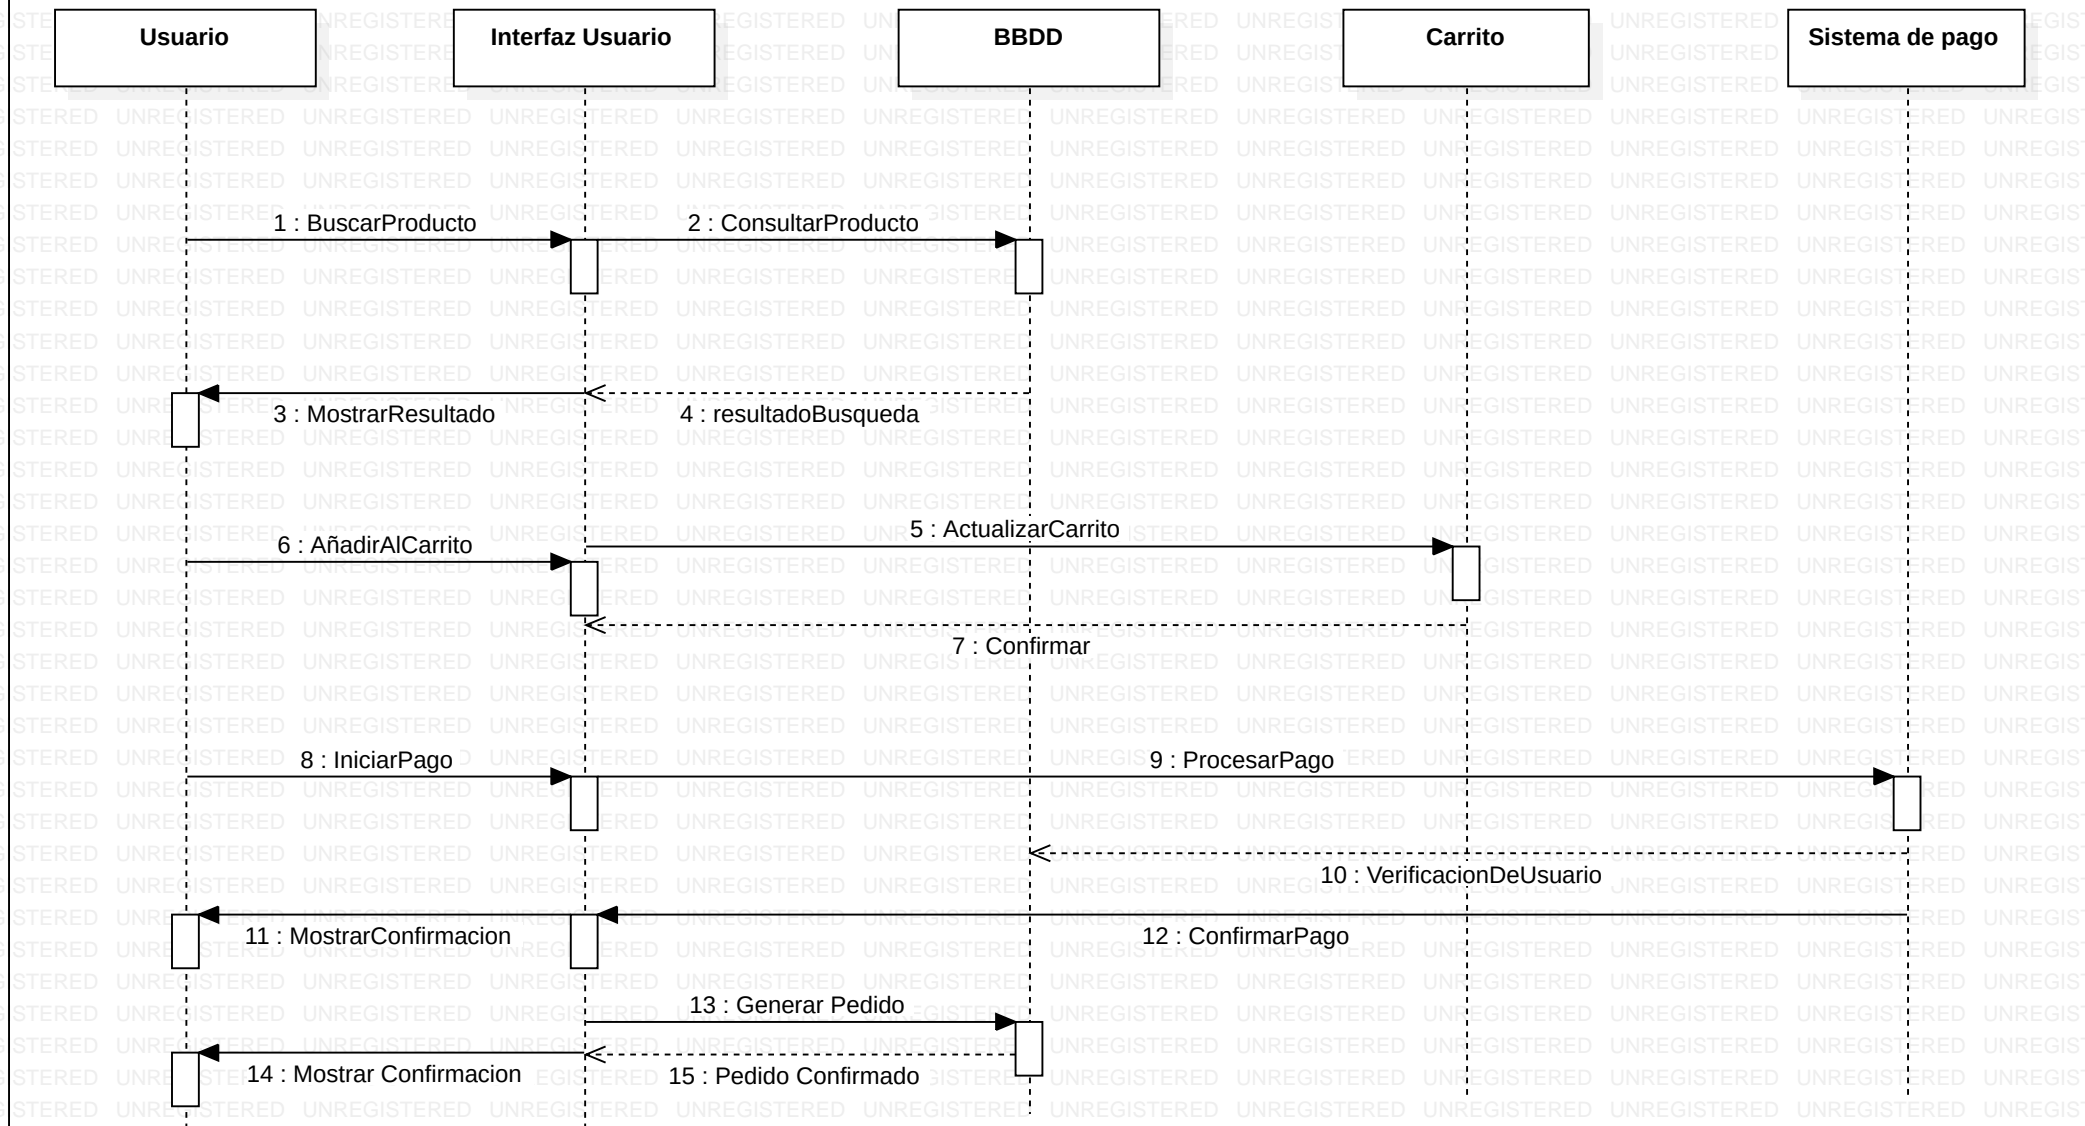 Usuario
Interfaz Usuario
BBDD
Carrito
Sistema de pago
1 : BuscarProducto
2 : ConsultarProducto
3 : MostrarResultado
4 : resultadoBusqueda
5 : ActualizarCarrito
6 : AñadirAlCarrito
7 : Confirmar
8 : IniciarPago
9 : ProcesarPago
10 : VerificacionDeUsuario
11 : MostrarConfirmacion
12 : ConfirmarPago
13 : Generar Pedido
14 : Mostrar Confirmacion
15 : Pedido Confirmado
UNREGISTERED